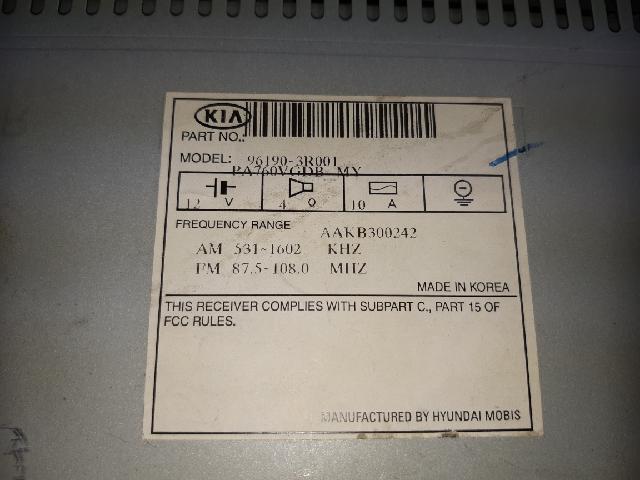 KIA
PART NO.:
MODEL: 96190-3R001
PA760VGDB MY
12 V 4 Ω 10 A
FREQUENCY RANGE
AAKB300242
AM 531~1602 KHZ
FM 87.5~108.0 MHZ
MADE IN KOREA
THIS RECEIVER COMPLIES WITH SUBPART C., PART 15 OF
FCC RULES.
MANUFACTURED BY HYUNDAI MOBIS